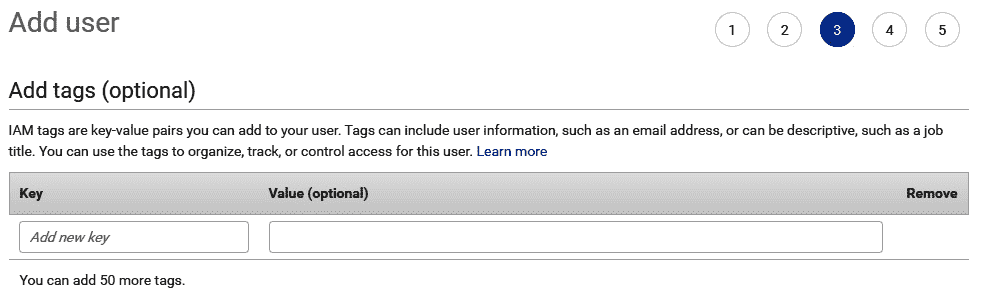 Add user
1 2 3 4 5
Add tags (optional)
IAM tags are key-value pairs you can add to your user. Tags can include user information, such as an email address, or can be descriptive, such as a job
title. You can use the tags to organize, track, or control access for this user. Learn more
Key Value (optional) Remove
Add new key
You can add 50 more tags.